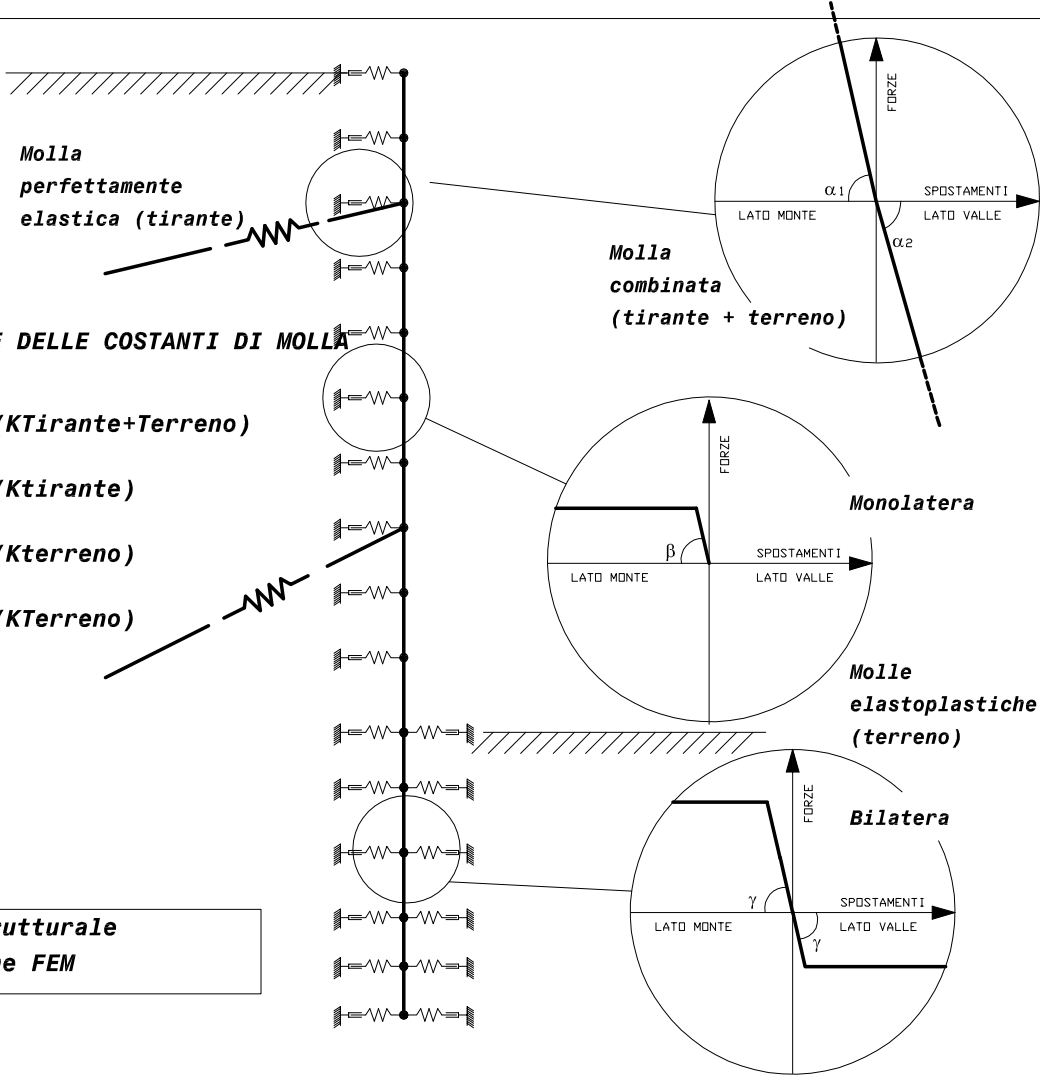 Molla
perfettamente
elastica (tirante)
DELLE COSTANTI DI MOLLA
(KTirante+Terreno)
(Ktirante)
(Kterreno)
(KTerreno)
FEM
FORZE
α1
SPOSTAMENTI
LATO MONTE
LATO VALLE
α2
Molla
combinata
(tirante + terreno)
FORZE
Monolatera
β
SPOSTAMENTI
LATO MONTE
LATO VALLE
Molle
elastoplastiche
(terreno)
FORZE
Bilatera
γ
SPOSTAMENTI
LATO MONTE
LATO VALLE
γ